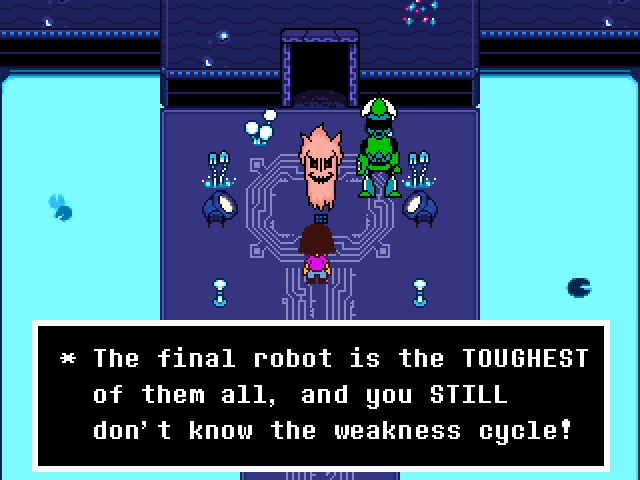 * The final robot is the TOUGHEST
of them all, and you STILL
don't know the weakness cycle!